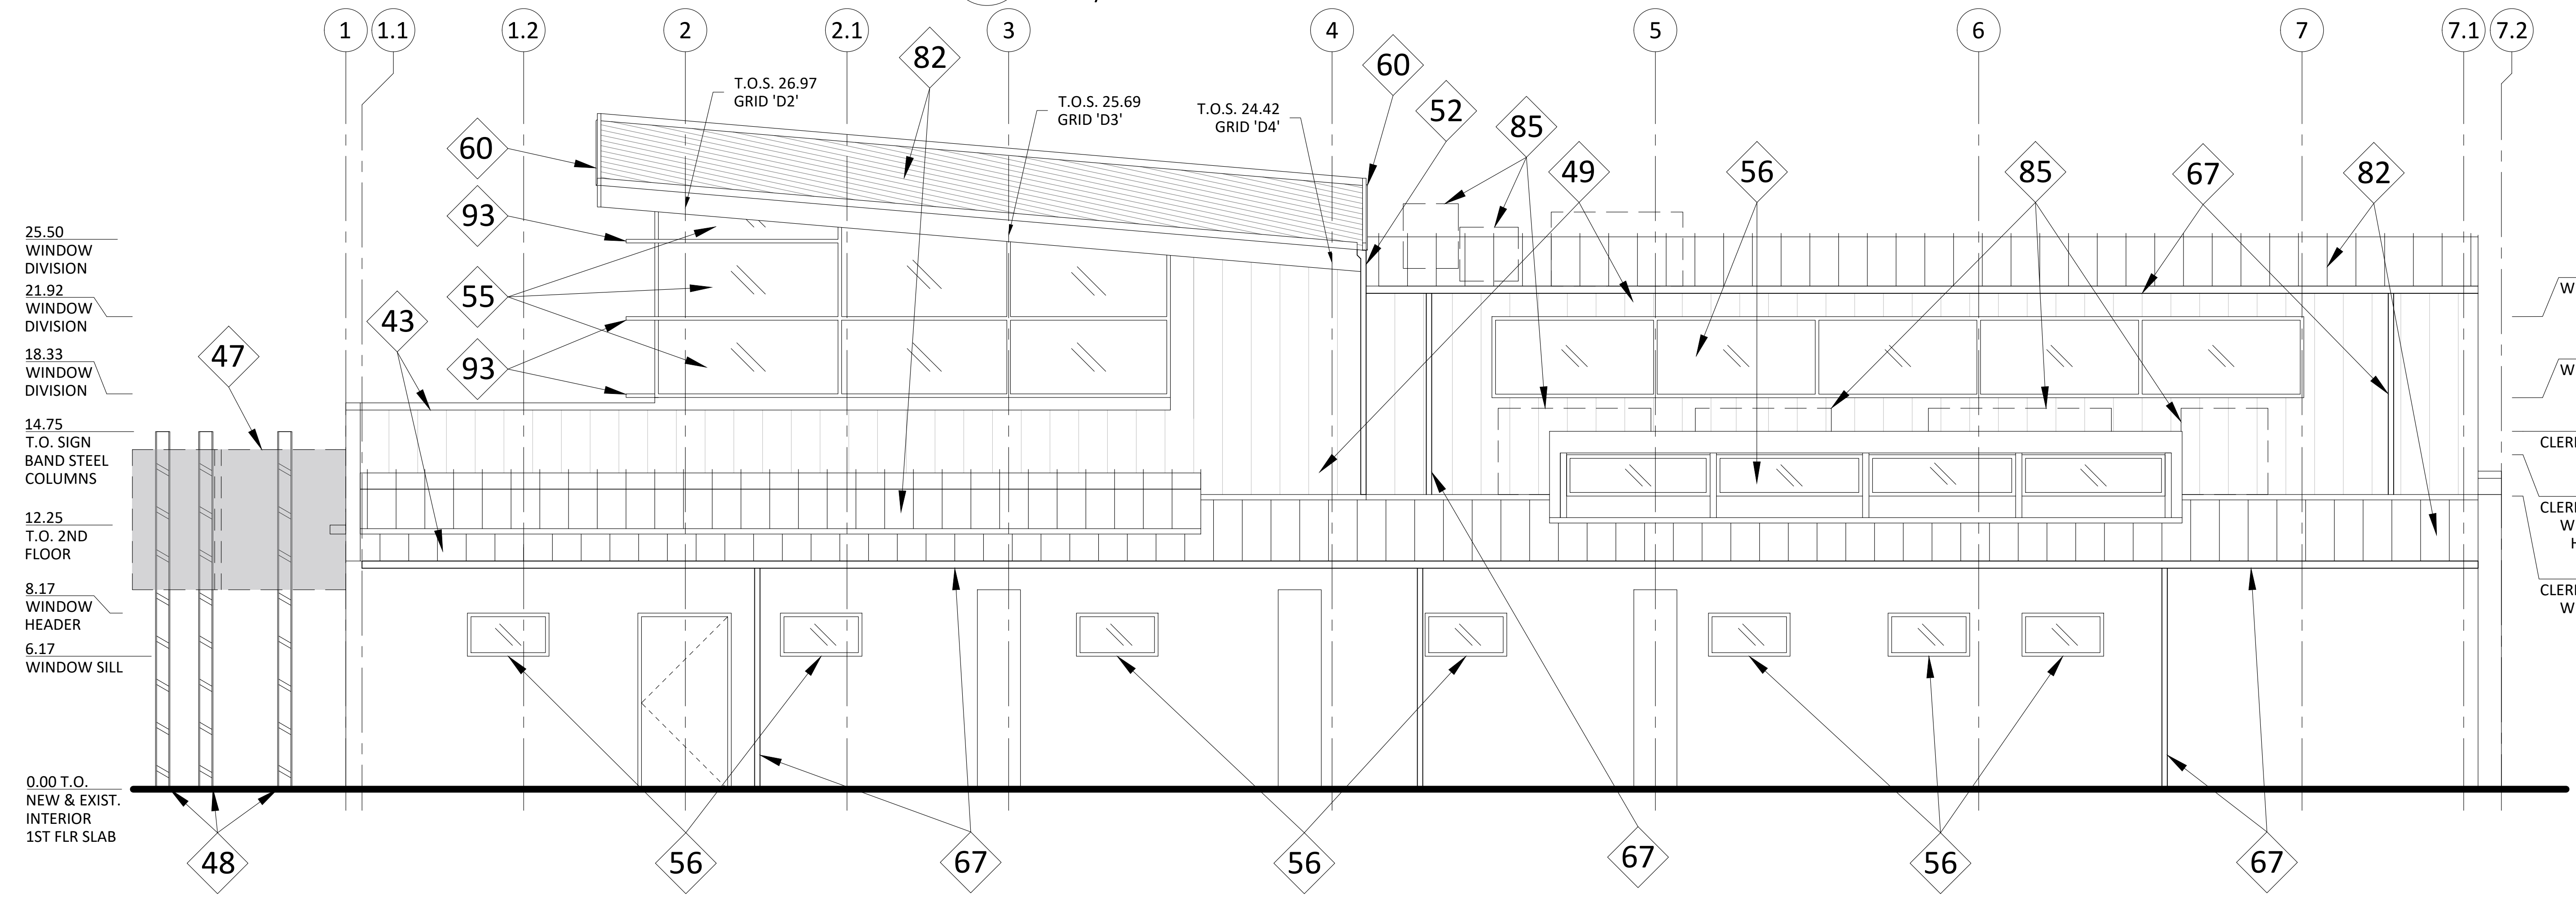 1
1.1
1.2
2
2.1
3
4
5
6
7
7.1
7.2
82
60
52
85
T.O.S. 26.97
GRID 'D2'
T.O.S. 25.69
GRID 'D3'
T.O.S. 24.42
GRID 'D4'
60
49
56
85
67
82
93
55
93
43
47
25.50
WINDOW
DIVISION
21.92
WINDOW
DIVISION
18.33
WINDOW
DIVISION
14.75
T.O. SIGN
BAND STEEL
COLUMNS
12.25
T.O. 2ND
FLOOR
8.17
WINDOW
HEADER
6.17
WINDOW SILL
0.00 T.O.
NEW & EXIST.
INTERIOR
1ST FLR SLAB
W
W
CLER
CLER
W
H
CLER
W
48
56
67
56
67
56
67